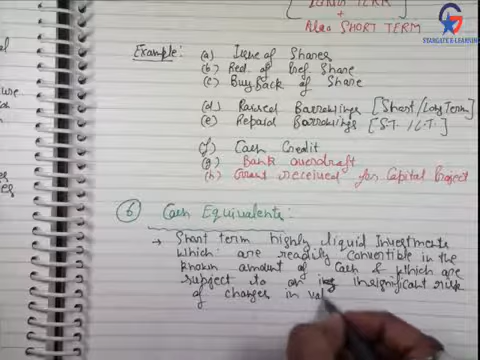 LONG TERM
+
Also SHORT TERM
STARGATE E-LEARNING
Example:
(a) Issue of Shares
(b) Red. of Pref Share
(c) Buyback of Share
(d) Raised Borrowings [Short/Long Term]
(e) Repaid Borrowings [S.T. / L.T.]
(f) Cash Credit
(g) Bank overdraft
(h) Grant received for Capital Project
(6) Cash Equivalents:
→ Short term highly liquid Investments
which are readily convertible in the
known amount of Cash & which are
subject to an insignificant risk
of changes in val